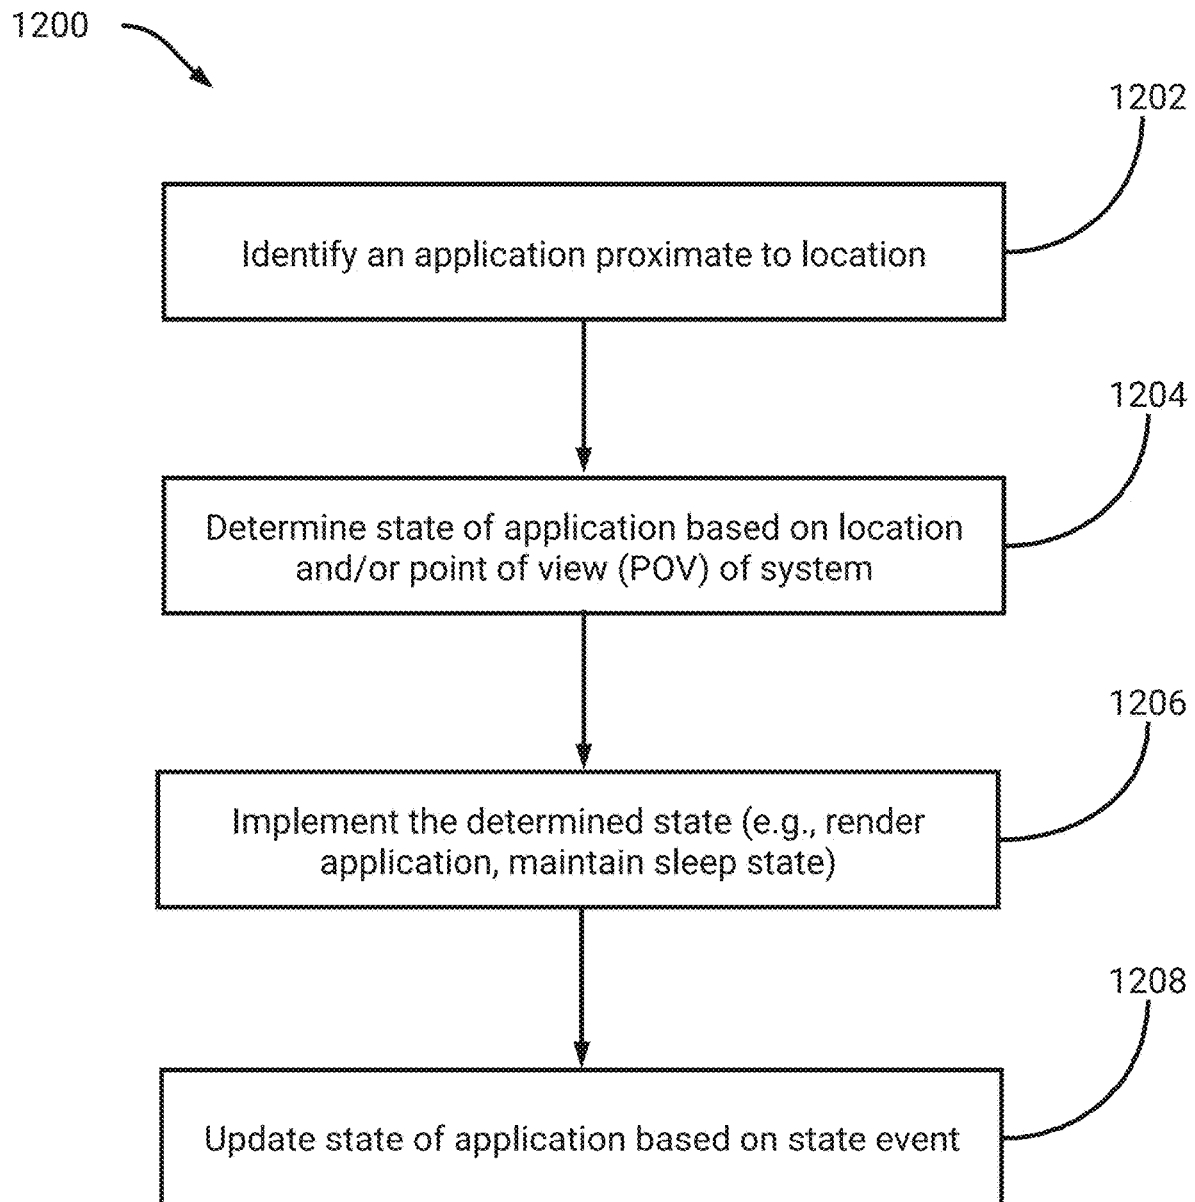 1200
1202
Identify an application proximate to location
1204
Determine state of application based on location
and/or point of view (POV) of system
1206
Implement the determined state (e.g., render
application, maintain sleep state)
1208
Update state of application based on state event